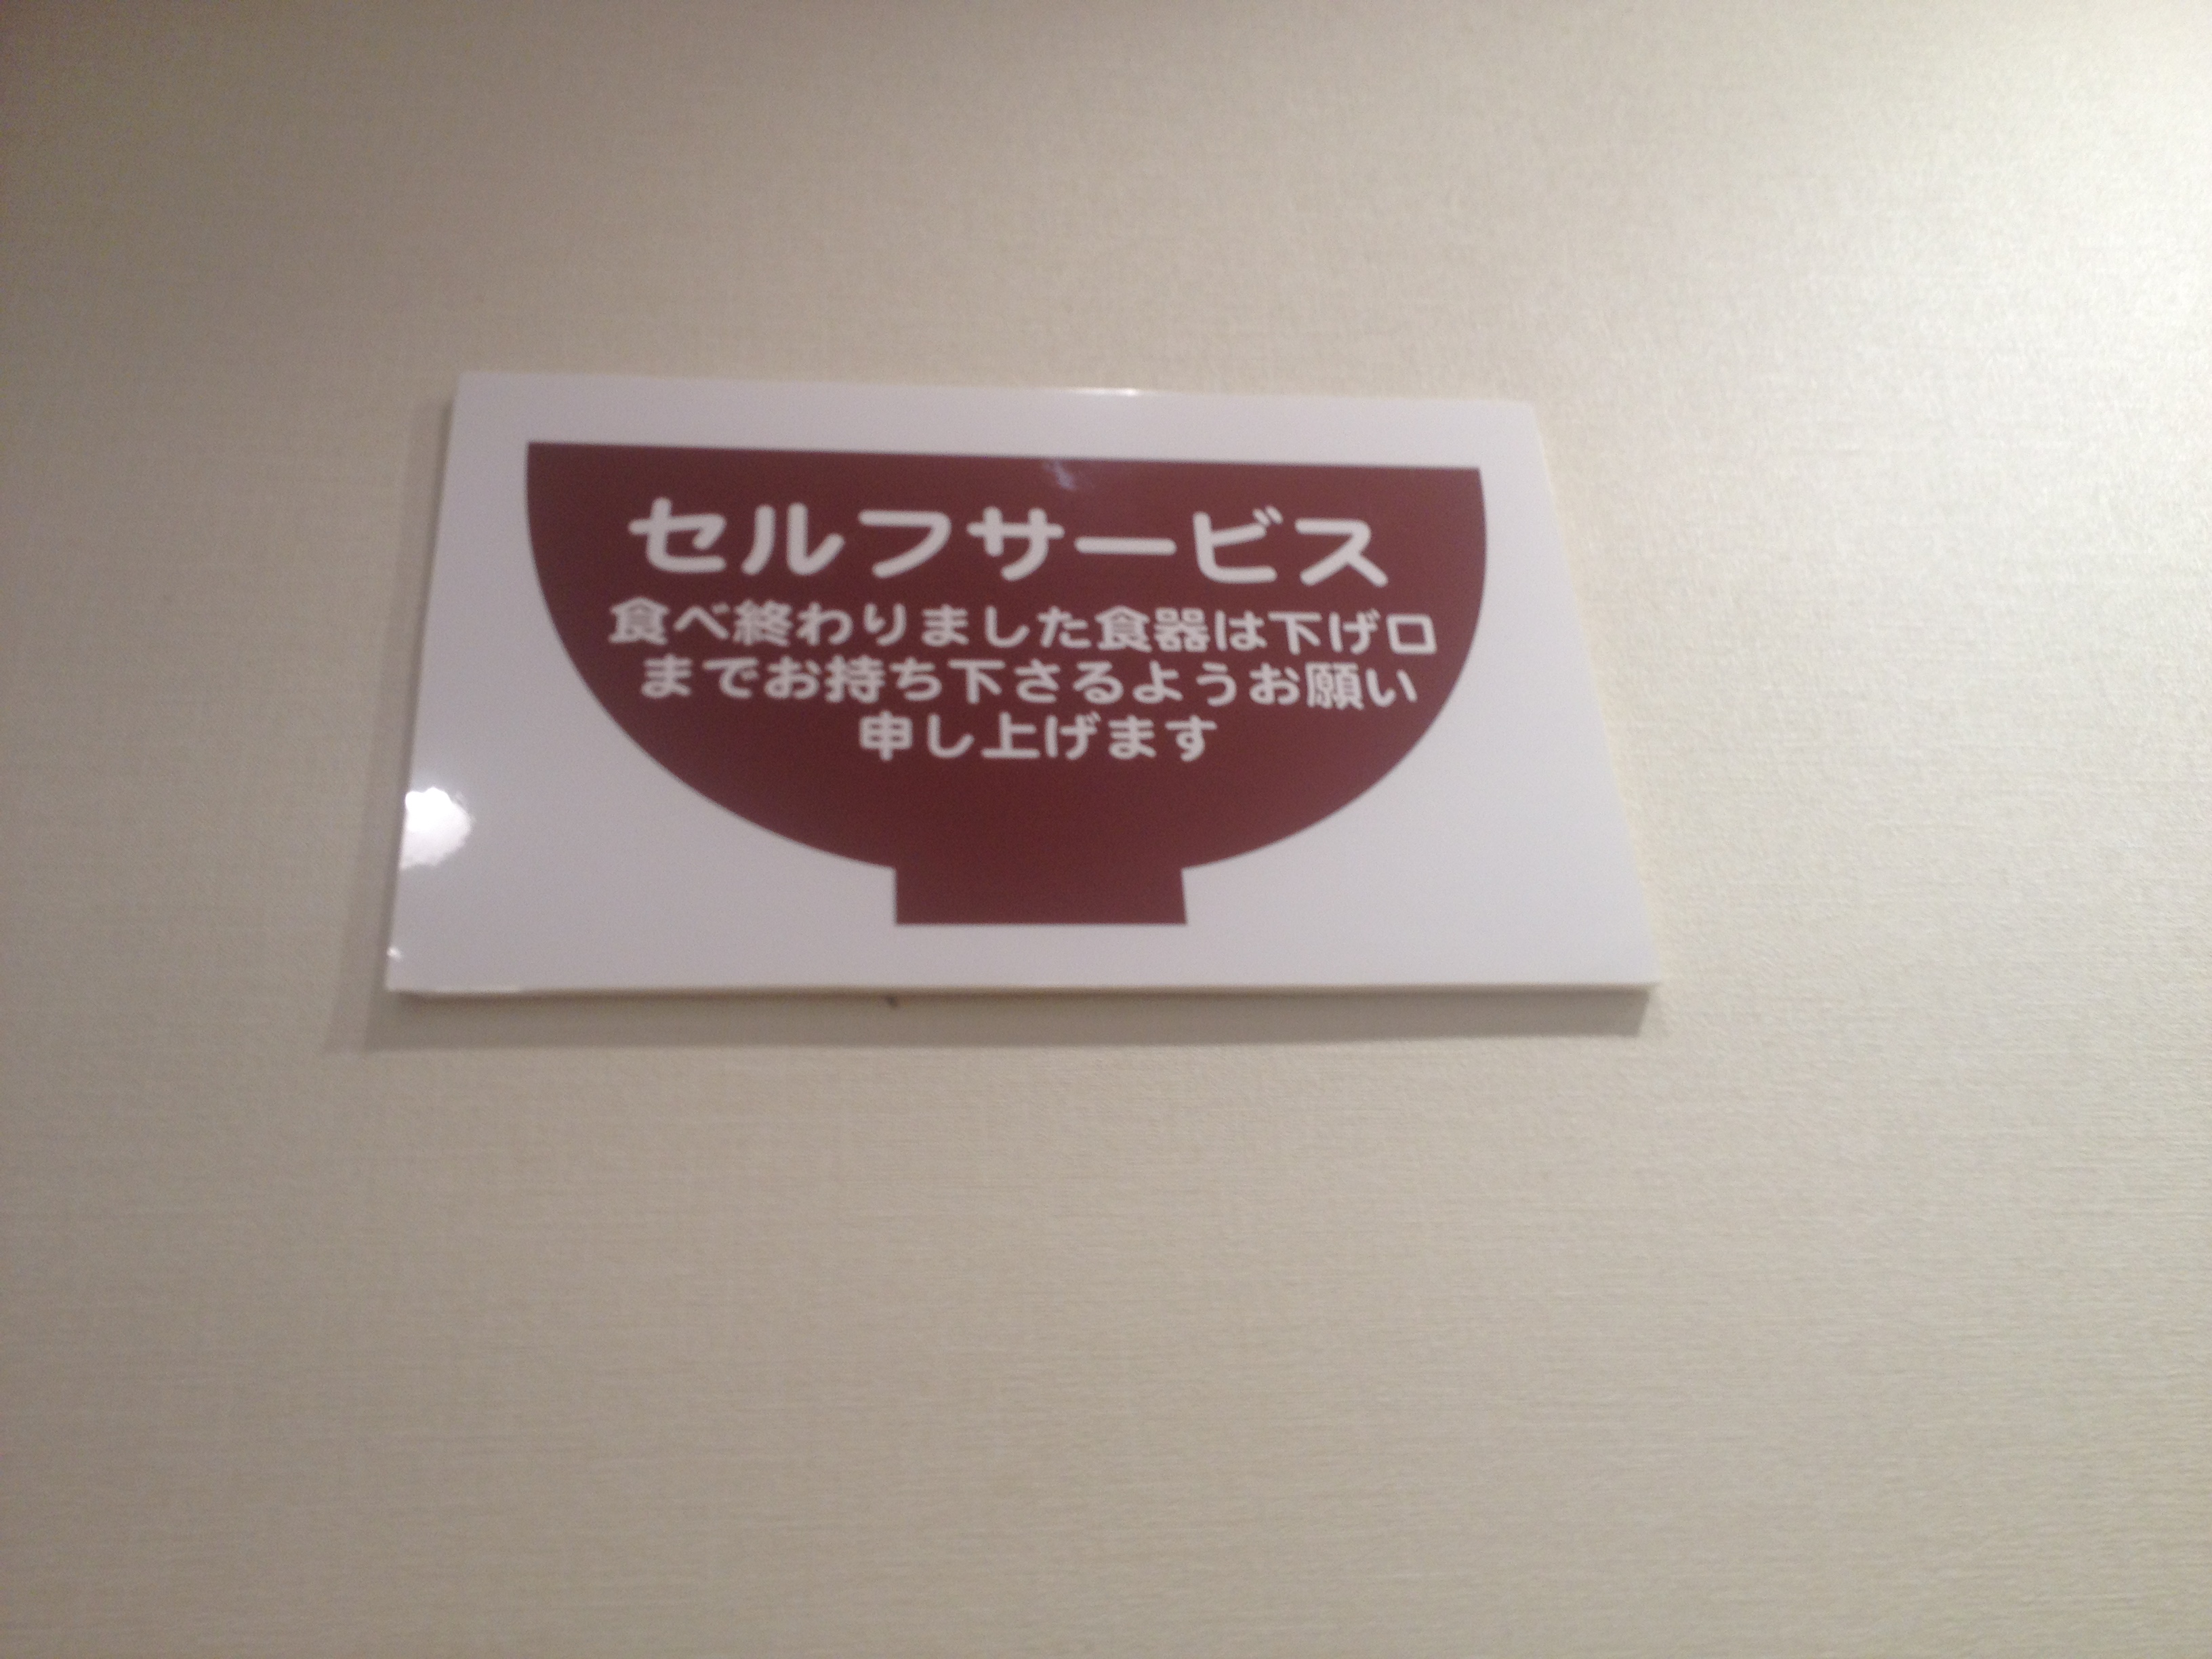 セルフサービス
食べ終わりました食器は下げ口
までお持ち下さるようお願い
申し上げます